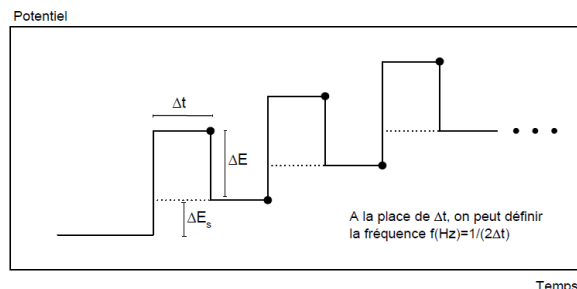 Potentiel
Δt
ΔE
ΔEs
A la place de Δt, on peut définir
la fréquence f(Hz)=1/(2Δt)
Temps